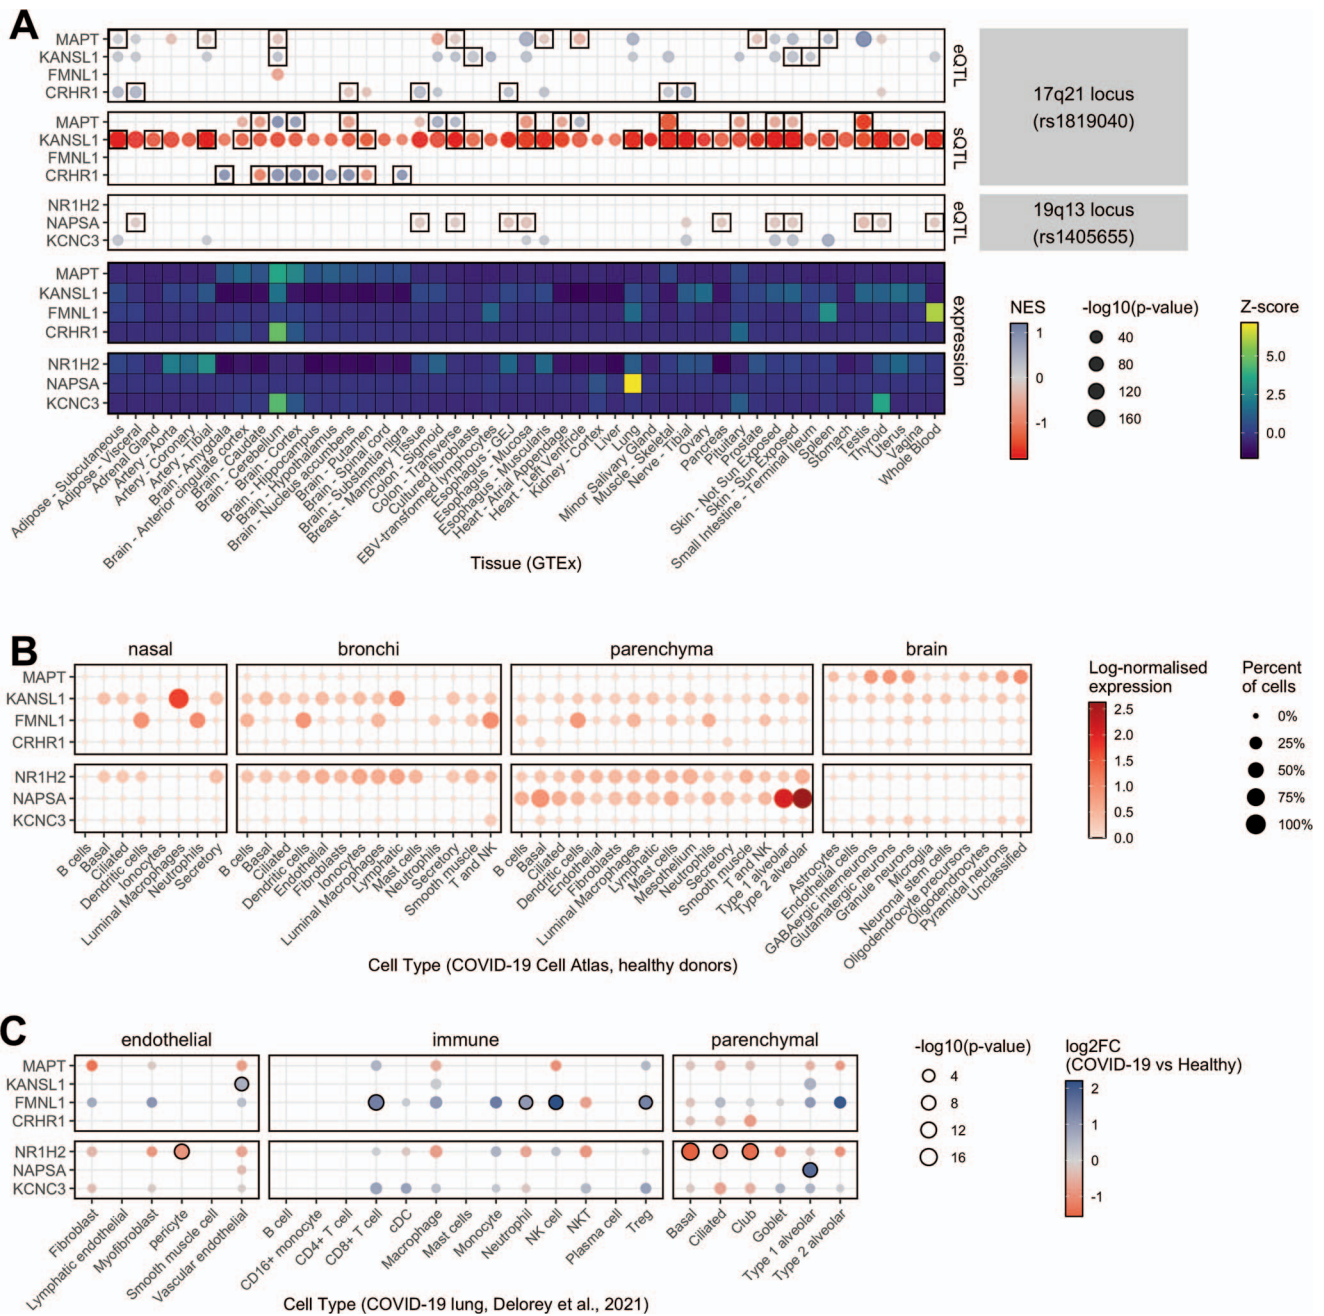 A
MAPT
KANSL1
FMNL1
CRHR1
eQTL
MAPT
KANSL1
FMNL1
CRHR1
sQTL
17q21 locus
(rs1819040)
NR1H2
NAPSA
KCNC3
eQTL
19q13 locus
(rs1405655)
MAPT
KANSL1
FMNL1
CRHR1
NR1H2
NAPSA
KCNC3
expression
NES
1
0
-1
-log10(p-value)
40
80
120
160
Z-score
5.0
2.5
0.0
Adipose - Subcutaneous
Adipose - Visceral
Adrenal Gland
Artery - Aorta
Artery - Coronary
Artery - Tibial
Brain - Amygdala
Brain - Anterior cingulate cortex
Brain - Caudate
Brain - Cerebellum
Brain - Cortex
Brain - Hippocampus
Brain - Hypothalamus
Brain - Nucleus accumbens
Brain - Putamen
Brain - Spinal cord
Brain - Substantia nigra
Breast - Mammary Tissue
Colon - Sigmoid
Colon - Transverse
Cultured fibroblasts
EBV-transformed lymphocytes
Esophagus - GEJ
Esophagus - Mucosa
Esophagus - Muscularis
Heart - Atrial Appendage
Heart - Left Ventricle
Kidney - Cortex
Liver
Lung
Minor Salivary Gland
Muscle - Skeletal
Nerve - Tibial
Ovary
Pancreas
Pituitary
Prostate
Skin - Not Sun Exposed
Skin - Sun Exposed
Small Intestine - Terminal Ileum
Spleen
Stomach
Testis
Thyroid
Uterus
Vagina
Whole Blood
Tissue (GTEx)
B
nasal
bronchi
parenchyma
brain
MAPT
KANSL1
FMNL1
CRHR1
NR1H2
NAPSA
KCNC3
B cells
Basal
Ciliated
Dendritic cells
Ionocytes
Luminal Macrophages
Neutrophils
Secretory
B cells
Basal
Ciliated
Dendritic cells
Endothelial
Fibroblasts
Ionocytes
Luminal Macrophages
Lymphatic
Mast cells
Neutrophils
Secretory
Smooth muscle
T and NK
B cells
Basal
Ciliated
Dendritic cells
Endothelial
Fibroblasts
Luminal Macrophages
Lymphatic
Mast cells
Mesothelium
Neutrophils
Secretory
Smooth muscle
T and NK
Type 1 alveolar
Type 2 alveolar
Astrocytes
Endothelial cells
GABAergic interneurons
Glutamatergic neurons
Granule neurons
Microglia
Neuronal stem cells
Oligodendrocyte precursors
Oligodendrocytes
Pyramidal neurons
Unclassified
Cell Type (COVID-19 Cell Atlas, healthy donors)
Log-normalised
expression
2.5
2.0
1.5
1.0
0.5
0.0
Percent
of cells
0%
25%
50%
75%
100%
C
endothelial
immune
parenchymal
MAPT
KANSL1
FMNL1
CRHR1
NR1H2
NAPSA
KCNC3
Fibroblast
Lymphatic endothelial
Myofibroblast
pericyte
Smooth muscle cell
Vascular endothelial
B cell
CD16+ monocyte
CD4+ T cell
CD8+ T cell
cDC
Macrophage
Mast cells
Monocyte
Neutrophil
NK cell
NKT
Plasma cell
Treg
Basal
Ciliated
Club
Goblet
Type 1 alveolar
Type 2 alveolar
Cell Type (COVID-19 lung, Delorey et al., 2021)
-log10(p-value)
4
8
12
16
log2FC
(COVID-19 vs Healthy)
2
1
0
-1